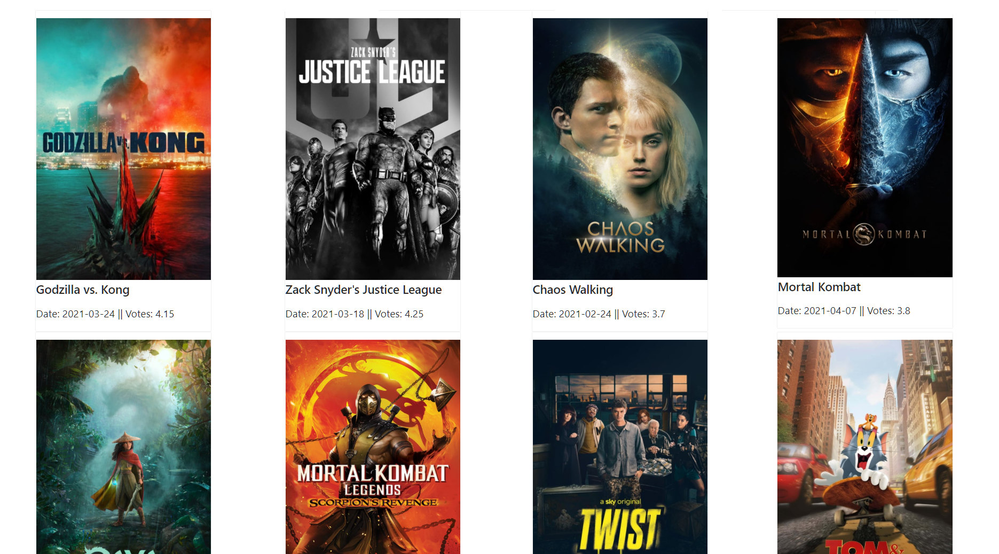 GODZILLA vs. KONG
Godzilla vs. Kong
Date: 2021-03-24 || Votes: 4.15
ZACK SNYDER'S
JUSTICE LEAGUE
Zack Snyder's Justice League
Date: 2021-03-18 || Votes: 4.25
CHAOS
WALKING
Chaos Walking
Date: 2021-02-24 || Votes: 3.7
MORTAL KOMBAT
Mortal Kombat
Date: 2021-04-07 || Votes: 3.8
MORTAL KOMBAT
LEGENDS
SCORPION'S REVENGE
a sky original
TWIST
TOM &